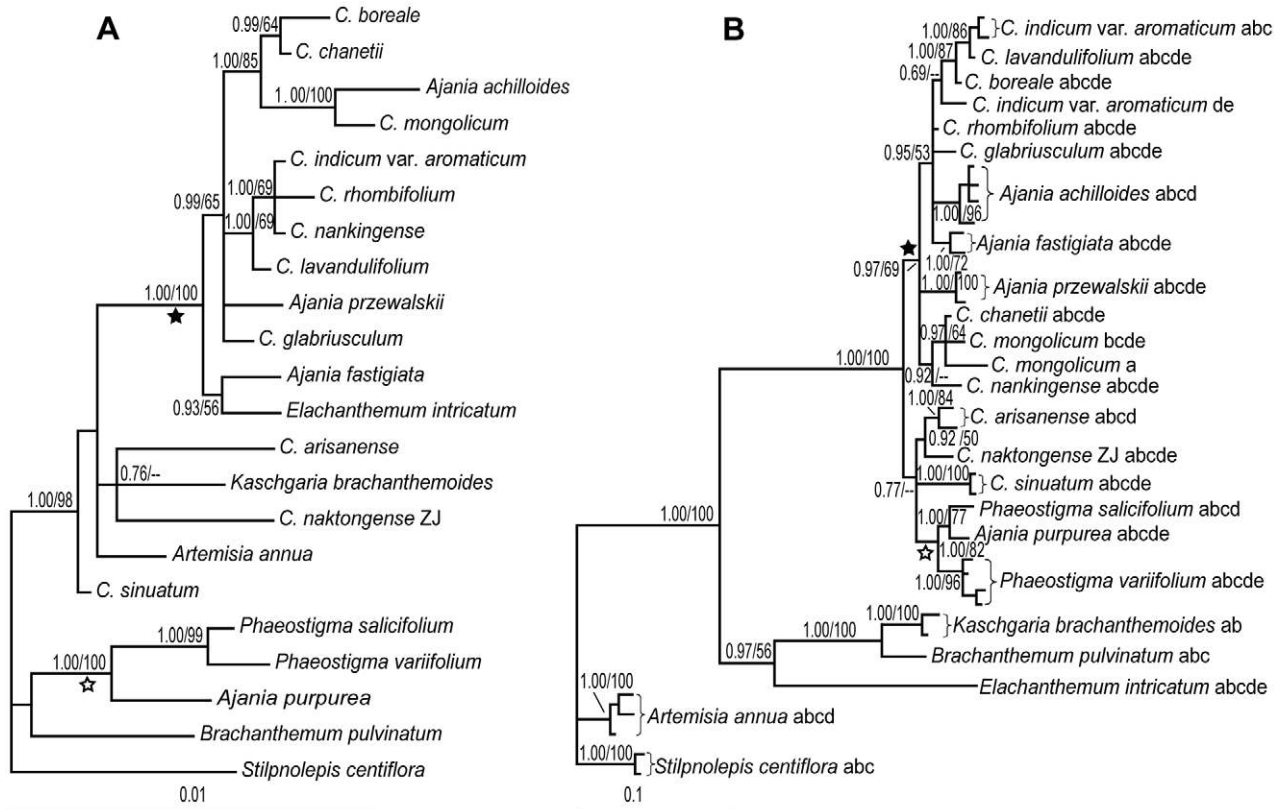 A
0.99/64
C. boreale
C. chanetii
1.00/85
1.00/100
Ajania achilloides
C. mongolicum
0.99/65
C. indicum var. aromaticum
1.00/69
C. rhombifolium
1.00/69
C. nankingense
C. lavandulifolium
1.00/100
Ajania przewalskii
C. glabriusculum
Ajania fastigiata
0.93/56
Elachanthemum intricatum
C. arisanense
0.76/--
Kaschgaria brachanthemoides
1.00/98
C. naktongense ZJ
Artemisia annua
C. sinuatum
Phaeostigma salicifolium
1.00/99
1.00/100
Phaeostigma variifolium
Ajania purpurea
Brachanthemum pulvinatum
Stilpnolepis centiflora
0.01
B
1.00/86
C. indicum var. aromaticum abc
1.00/87
C. lavandulifolium abcde
0.69/--
C. boreale abcde
C. indicum var. aromaticum de
C. rhombifolium abcde
0.95/53
C. glabriusculum abcde
Ajania achilloides abcd
1.00/96
Ajania fastigiata abcde
0.97/69
1.00/72
1.00/100
Ajania przewalskii abcde
C. chanetii abcde
0.97/64
C. mongolicum bcde
1.00/100
C. mongolicum a
0.92/--
C. nankingense abcde
1.00/84
C. arisanense abcd
0.92/50
C. naktongense ZJ abcde
1.00/100
C. sinuatum abcde
0.77/--
Phaeostigma salicifolium abcd
1.00/77
Ajania purpurea abcde
1.00/100
1.00/82
1.00/96
Phaeostigma variifolium abcde
1.00/100
Kaschgaria brachanthemoides ab
1.00/100
0.97/56
Brachanthemum pulvinatum abc
Elachanthemum intricatum abcde
1.00/100
Artemisia annua abcd
1.00/100
Stilpnolepis centiflora abc
0.1